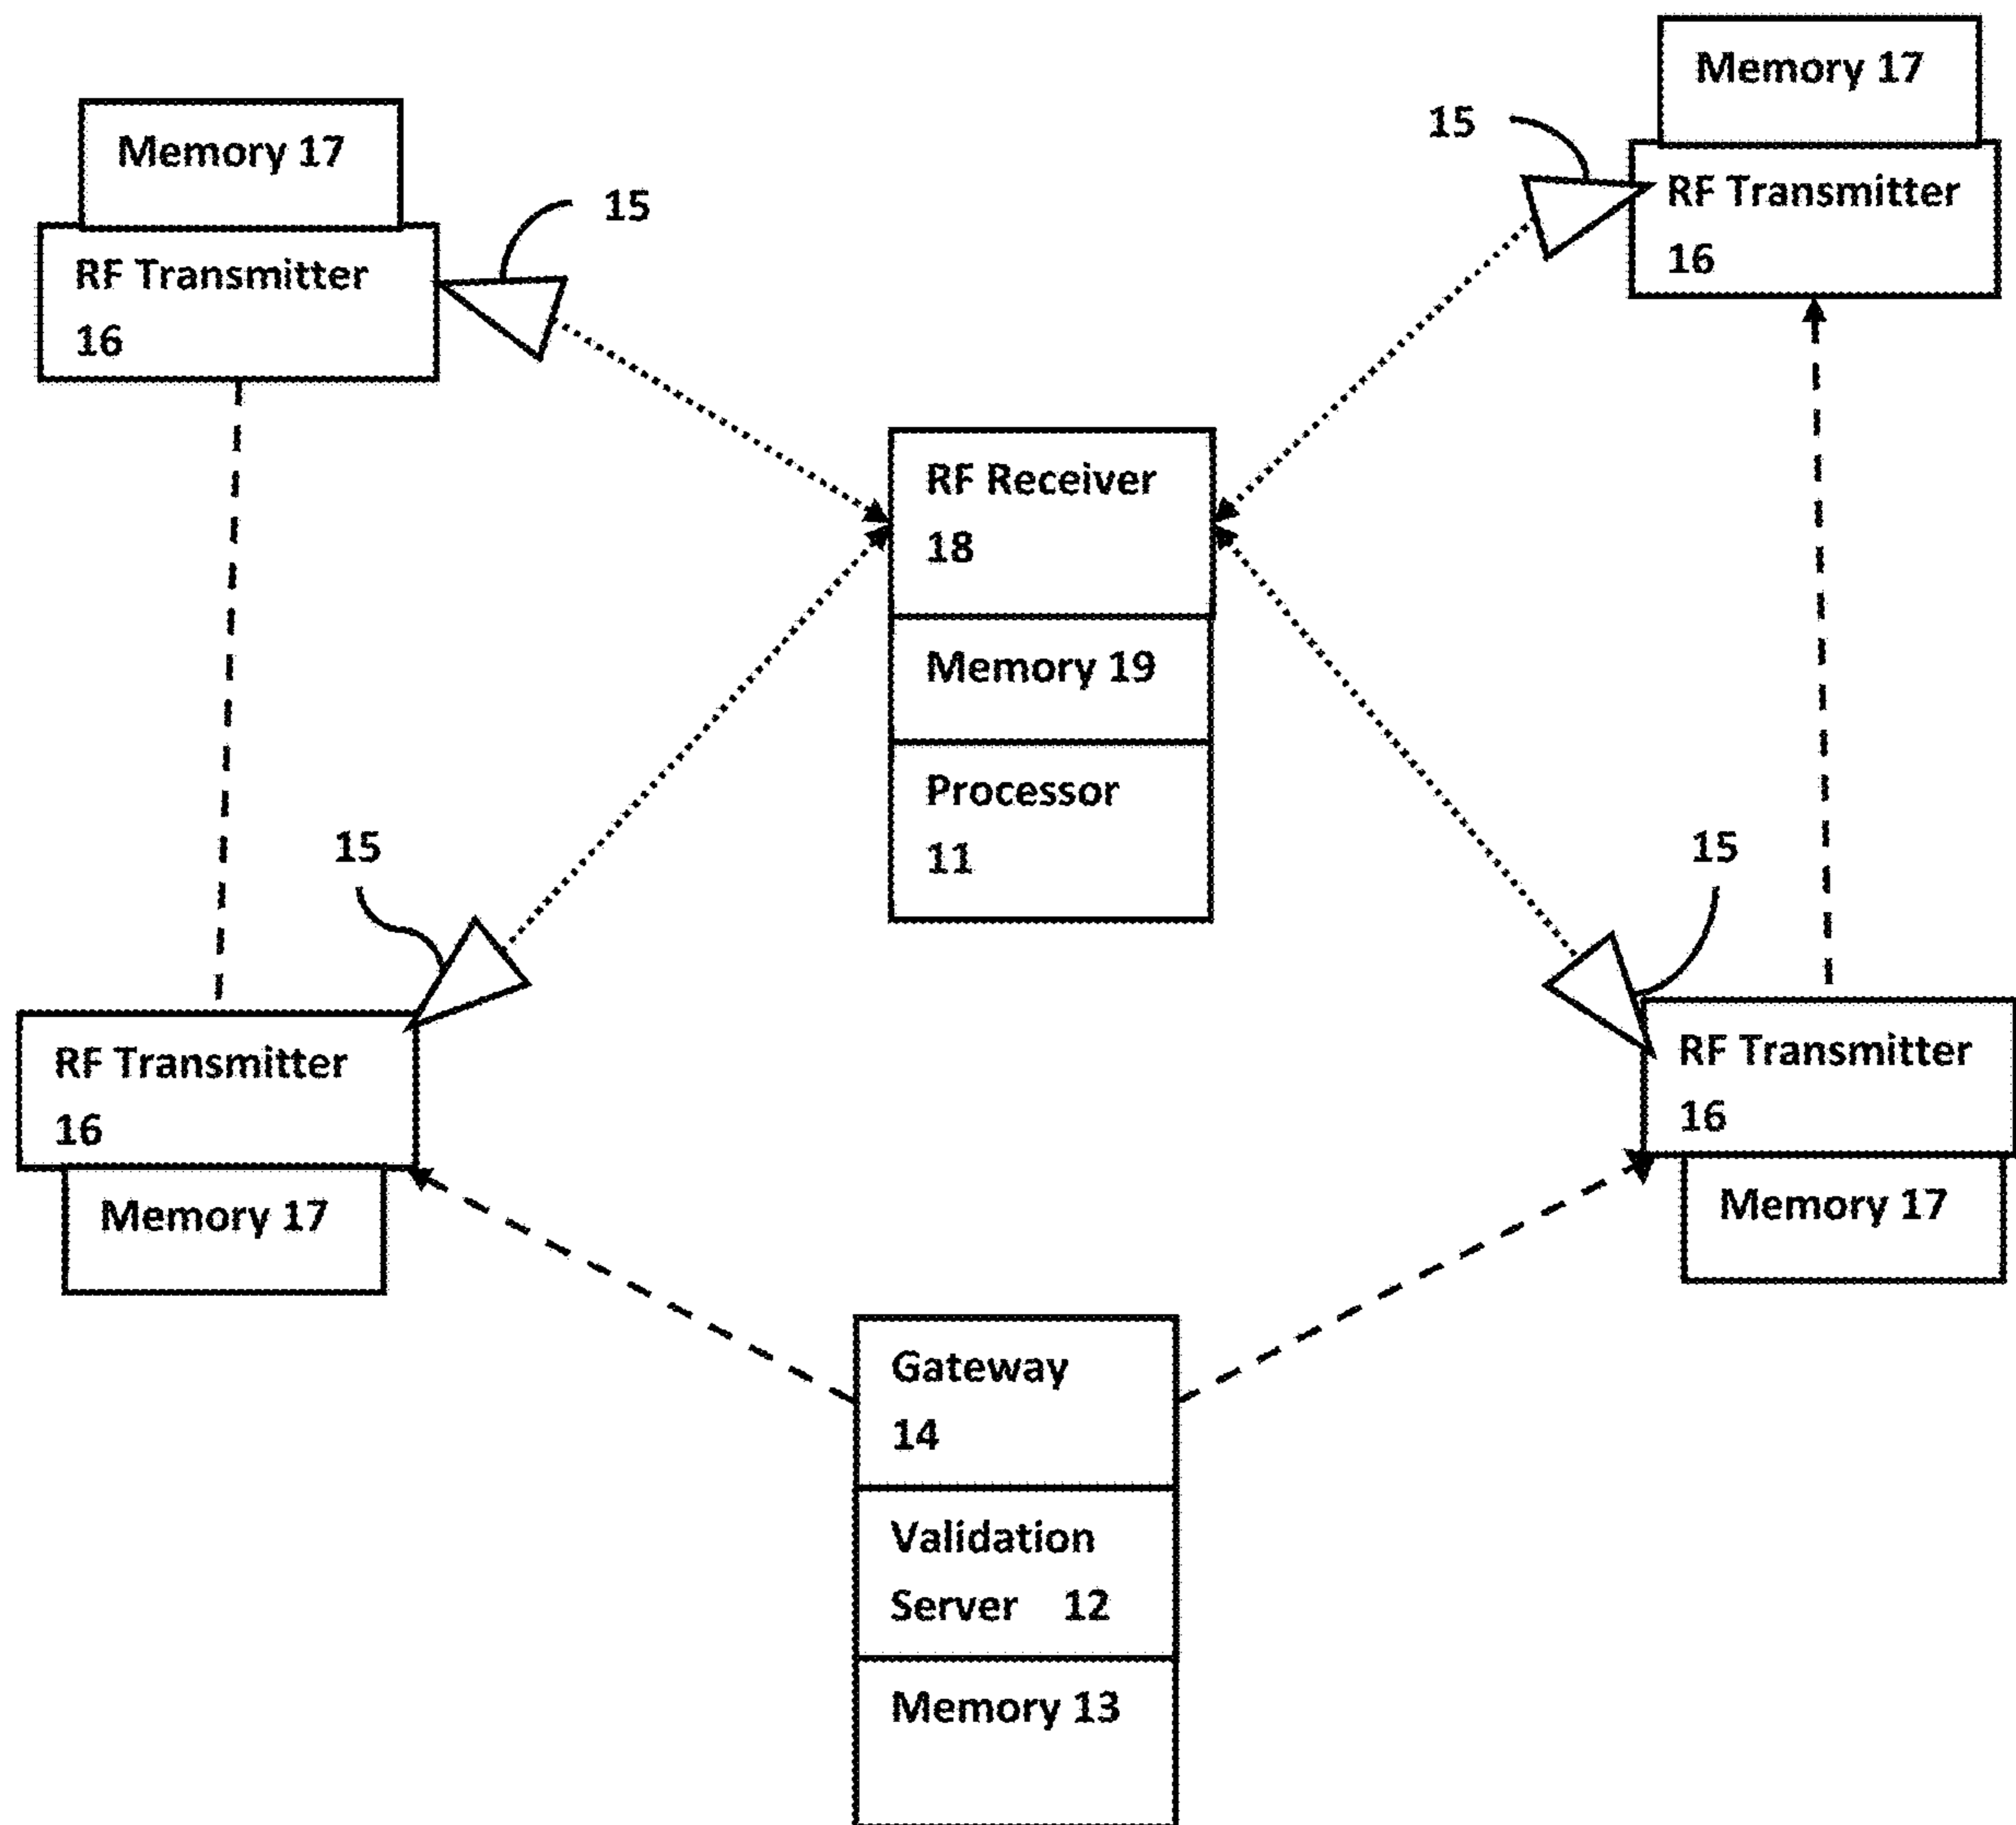 Memory 17
15
RF Transmitter
16
Memory 17
15
RF Transmitter
16
RF Receiver
18
Memory 19
Processor
11
15
RF Transmitter
16
Memory 17
15
RF Transmitter
16
Memory 17
Gateway
14
Validation
Server 12
Memory 13